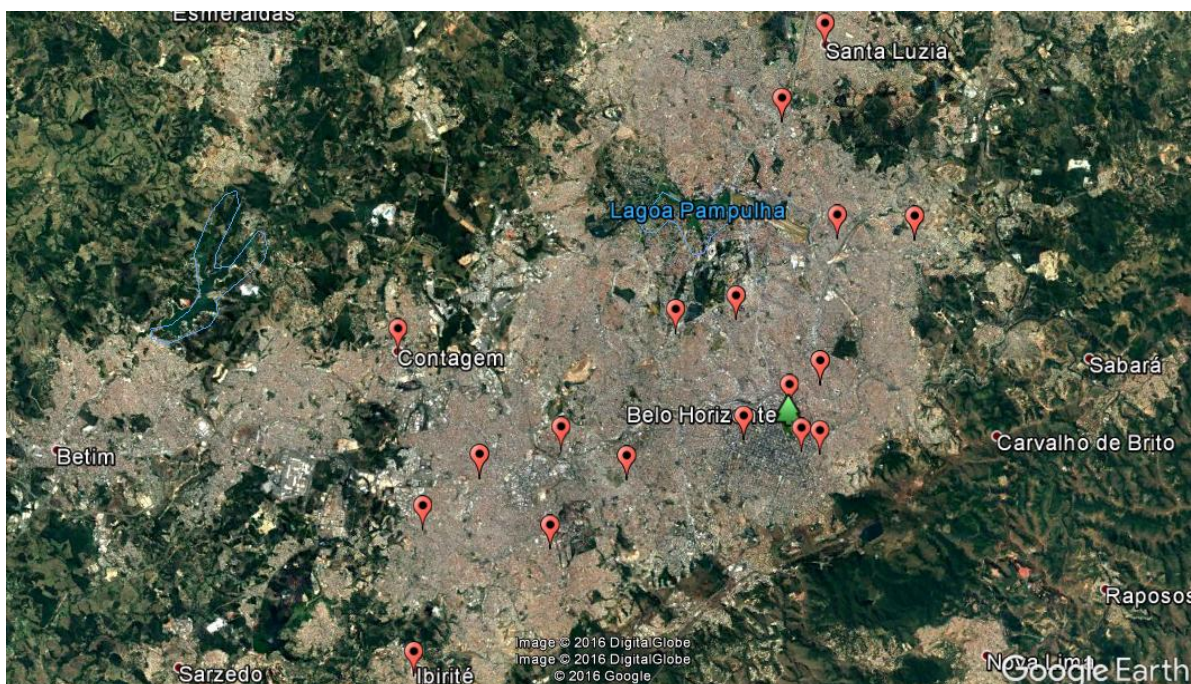 Esmeraldas
Santa Luzia
Lagoa Pampulha
Contagem
Sabará
Belo Horizonte
Carvalho de Brito
Betim
Raposos
Image © 2016 DigitalGlobe
Image © 2016 DigitalGlobe
© 2016 Google
Sarzedo
Ibirité
Nova Lima
Google Earth